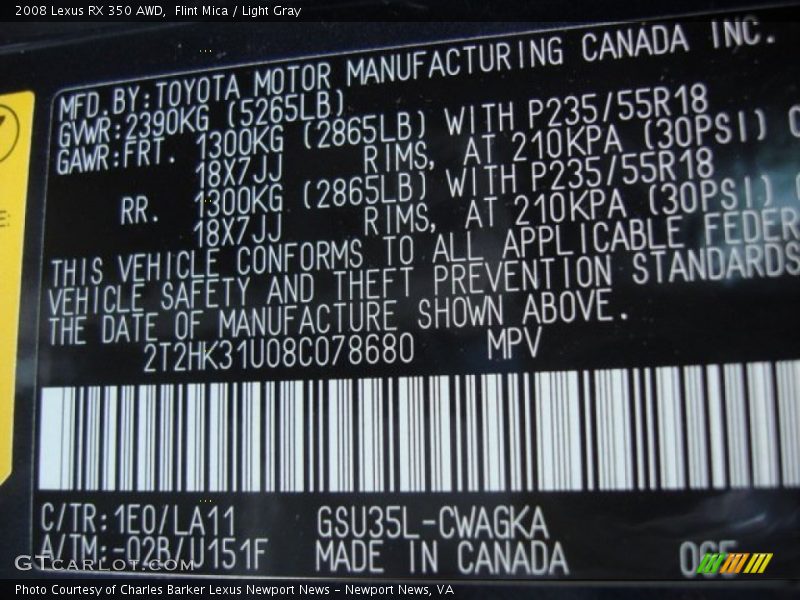 2008 Lexus RX 350 AWD,  Flint Mica / Light Gray
MFD.BY:TOYOTA MOTOR MANUFACTURING CANADA INC.
GVWR:2390KG (5265LB)
GAWR:FRT. 1300KG (2865LB) WITH P235/55R18
18X7JJ RIMS, AT 210KPA (30PSI)
RR. 1300KG (2865LB) WITH P235/55R18
18X7JJ RIMS, AT 210KPA (30PSI)
THIS VEHICLE CONFORMS TO ALL APPLICABLE FEDER
VEHICLE SAFETY AND THEFT PREVENTION STANDARDS
THE DATE OF MANUFACTURE SHOWN ABOVE.
2T2HK31U08C078680 MPV
C/TR:1E0/LA11 GSU35L-CWAGKA
A/TM:-02B/U151F MADE IN CANADA
GTcarlot.com
Photo Courtesy of Charles Barker Lexus Newport News - Newport News, VA